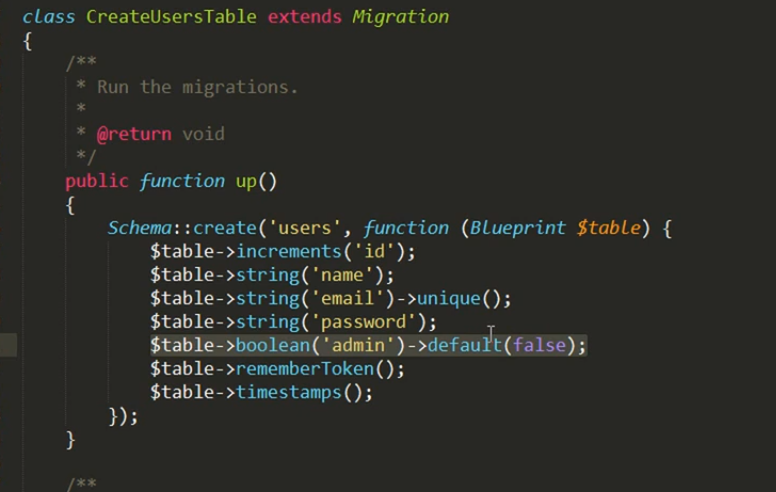 class CreateUsersTable extends Migration
{
    /**
     * Run the migrations.
     *
     * @return void
     */
    public function up()
    {
        Schema::create('users', function (Blueprint $table) {
            $table->increments('id');
            $table->string('name');
            $table->string('email')->unique();
            $table->string('password');
            $table->boolean('admin')->default(false);
            $table->rememberToken();
            $table->timestamps();
        });
    }

    /**